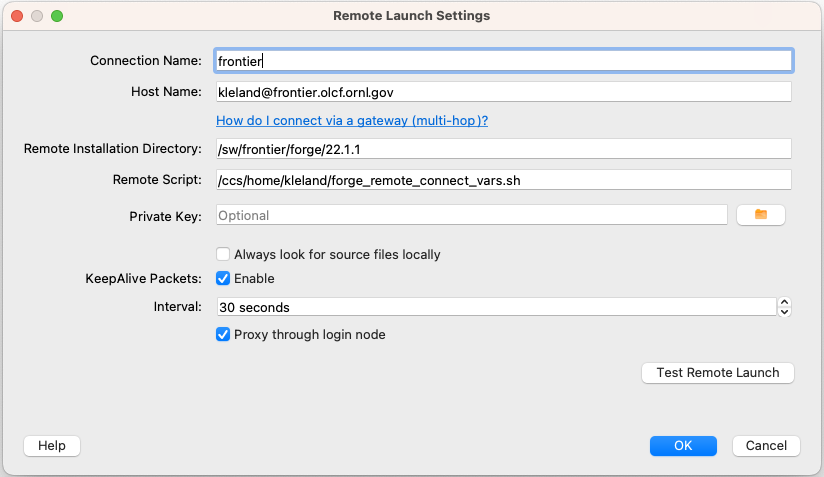 Remote Launch Settings
Connection Name: frontier
Host Name: kleland@frontier.olcf.ornl.gov
How do I connect via a gateway (multi-hop)?
Remote Installation Directory: /sw/frontier/forge/22.1.1
Remote Script: /ccs/home/kleland/forge_remote_connect_vars.sh
Private Key: Optional
Always look for source files locally
KeepAlive Packets: Enable
Interval: 30 seconds
Proxy through login node
Test Remote Launch
Help OK Cancel